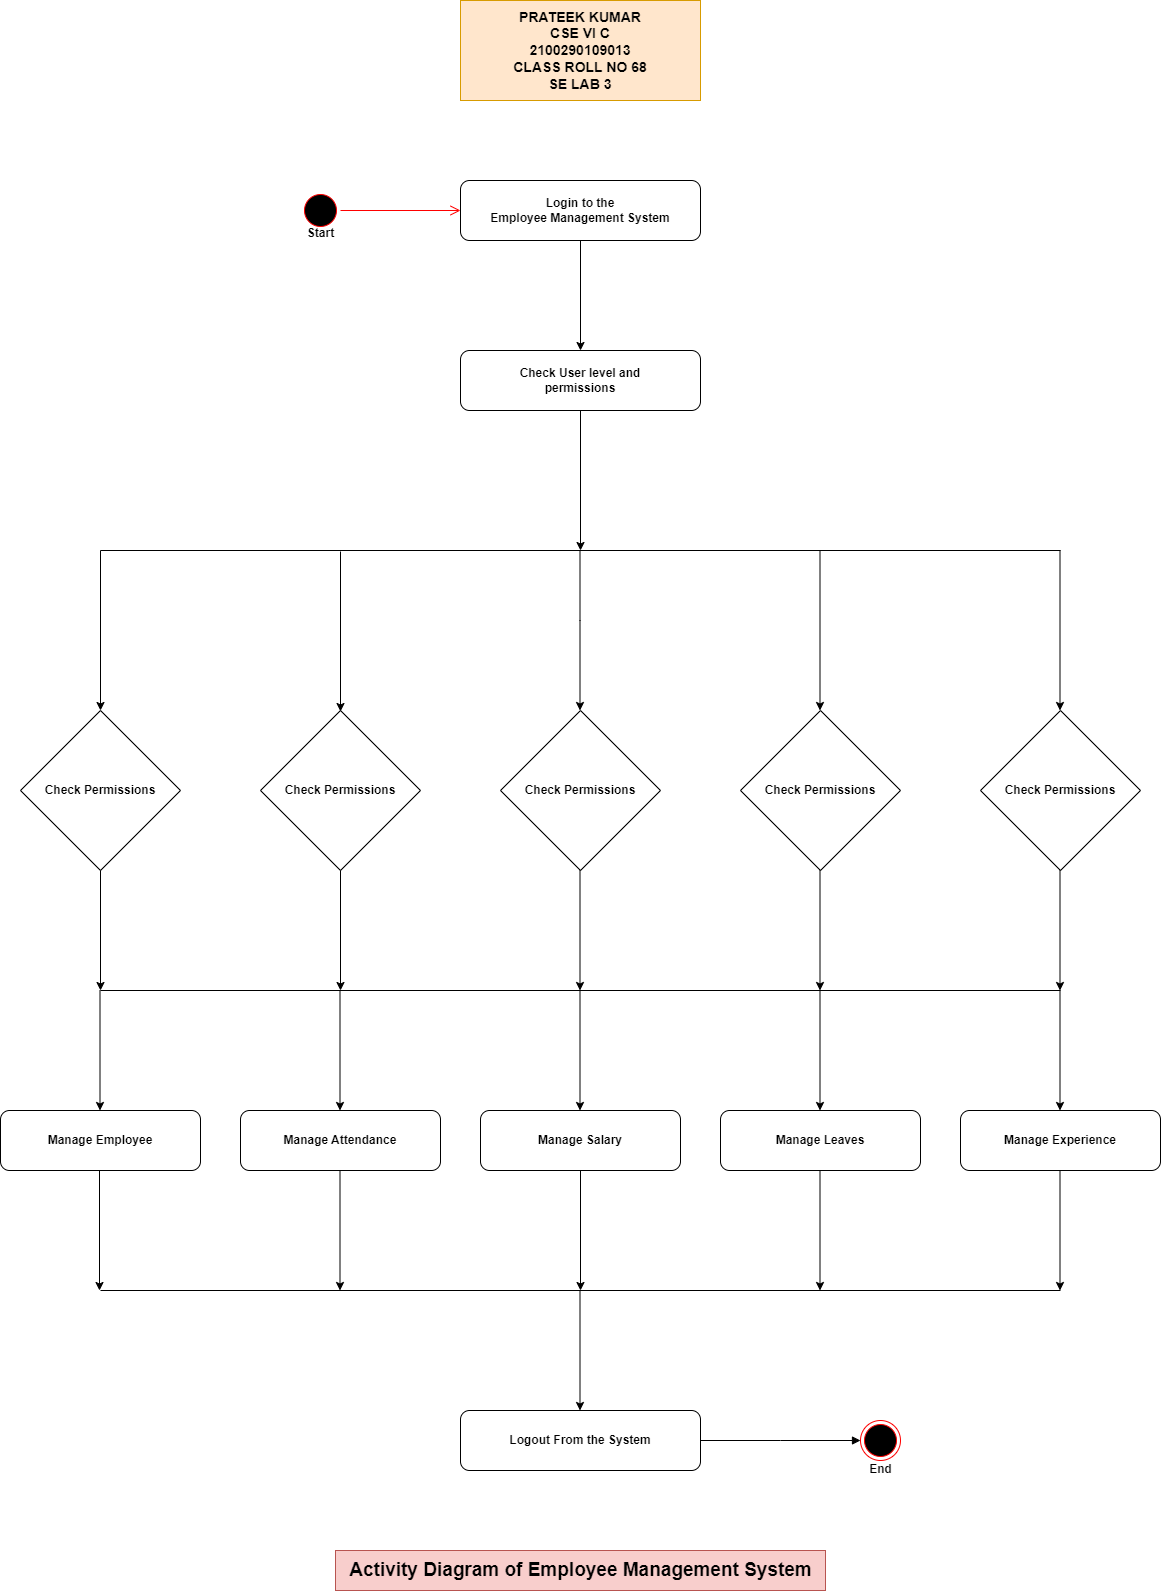 PRATEEK KUMAR
CSE VI C
2100290109013
CLASS ROLL NO 68
SE LAB 3
Login to the
Employee Management System
Start
Check User level and
permissions
Check Permissions
Check Permissions
Check Permissions
Check Permissions
Check Permissions
Manage Employee
Manage Attendance
Manage Salary
Manage Leaves
Manage Experience
Logout From the System
End
Activity Diagram of Employee Management System